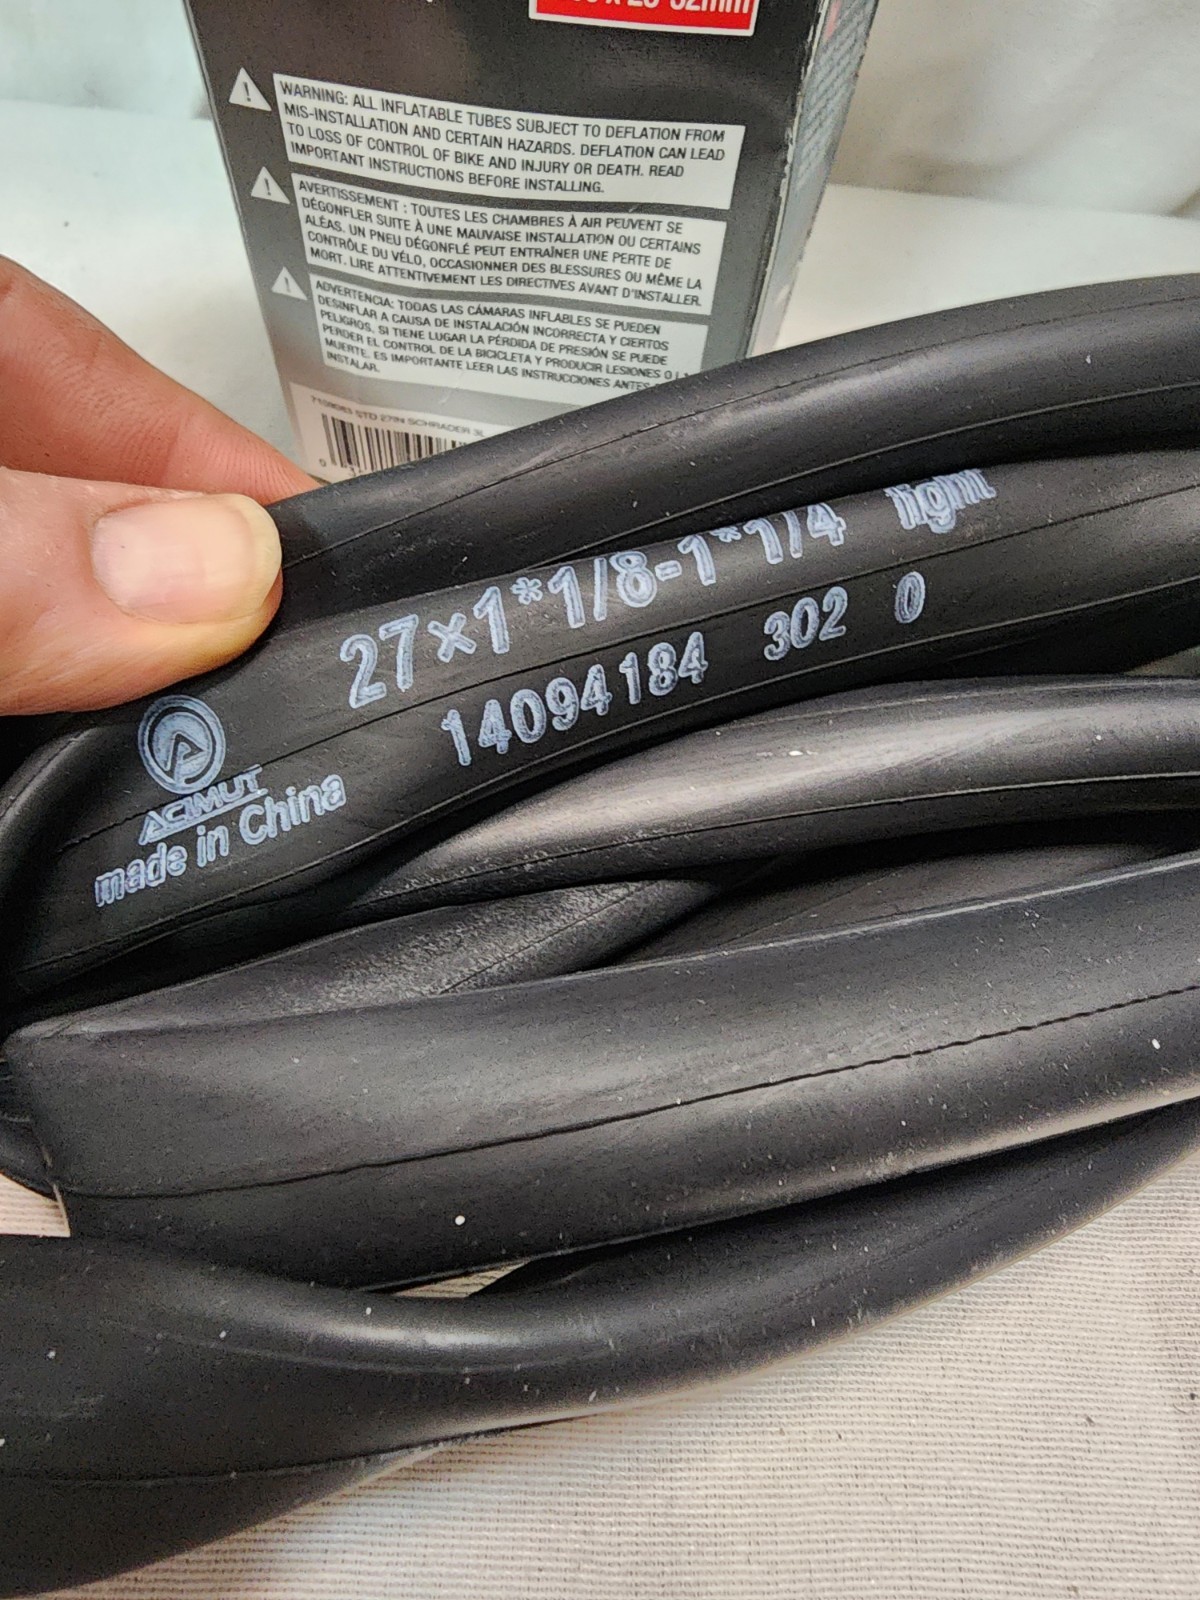 WARNING: ALL INFLATABLE TUBES SUBJECT TO DEFLATION FROM
MIS-INSTALLATION AND CERTAIN HAZARDS. DEFLATION CAN LEAD
TO LOSS OF CONTROL OF BIKE AND INJURY OR DEATH. READ
IMPORTANT INSTRUCTIONS BEFORE INSTALLING.
AVERTISSEMENT : TOUTES LES CHAMBRES À AIR PEUVENT SE
DÉGONFLER SUITE À UNE MAUVAISE INSTALLATION OU CERTAINS
ALÉAS. UN PNEU DÉGONFLÉ PEUT ENTRAÎNER UNE PERTE DE
CONTRÔLE DU VÉLO, OCCASIONNER DES BLESSURES OU MÊME LA
MORT. LIRE ATTENTIVEMENT LES DIRECTIVES AVANT D'INSTALLER.
ADVERTENCIA: TODAS LAS CÁMARAS INFLABLES SE PUEDEN
DESINFLAR A CAUSA DE INSTALACIÓN INCORRECTA Y CIERTOS
PELIGROS. SI TIENE LUGAR LA PÉRDIDA DE PRESIÓN SE PUEDE
PERDER EL CONTROL DE LA BICICLETA Y PRODUCIR LESIONES O
MUERTE. ES IMPORTANTE LEER LAS INSTRUCCIONES ANTES
INSTALAR.
STD 27IN SCHRADER
27x1*1/8-1*1/4 light
14094184 302 0
ACIMUT
made in China